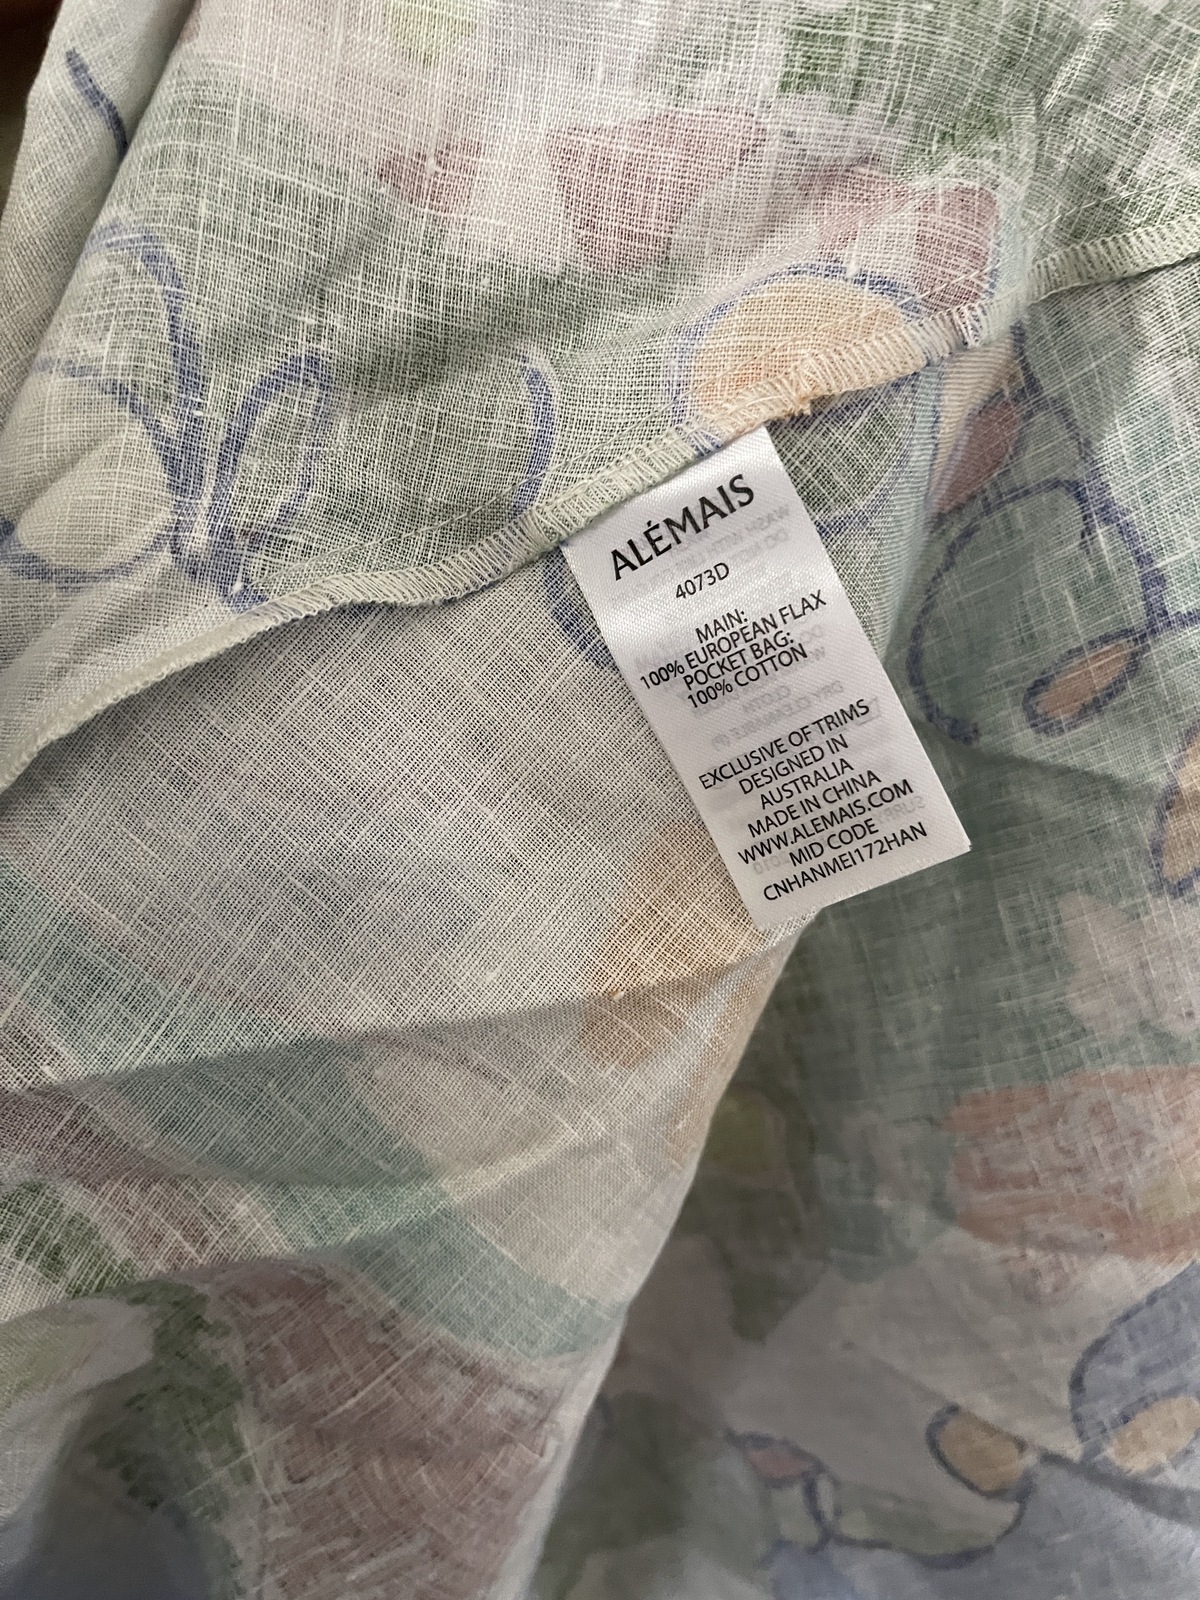 ALÉMAIS
4073D
MAIN:
100% EUROPEAN FLAX
POCKET BAG:
100% COTTON
EXCLUSIVE OF TRIMS
DESIGNED IN
AUSTRALIA
MADE IN CHINA
WWW.ALEMAIS.COM
MID CODE
CNHANMEI172HAN